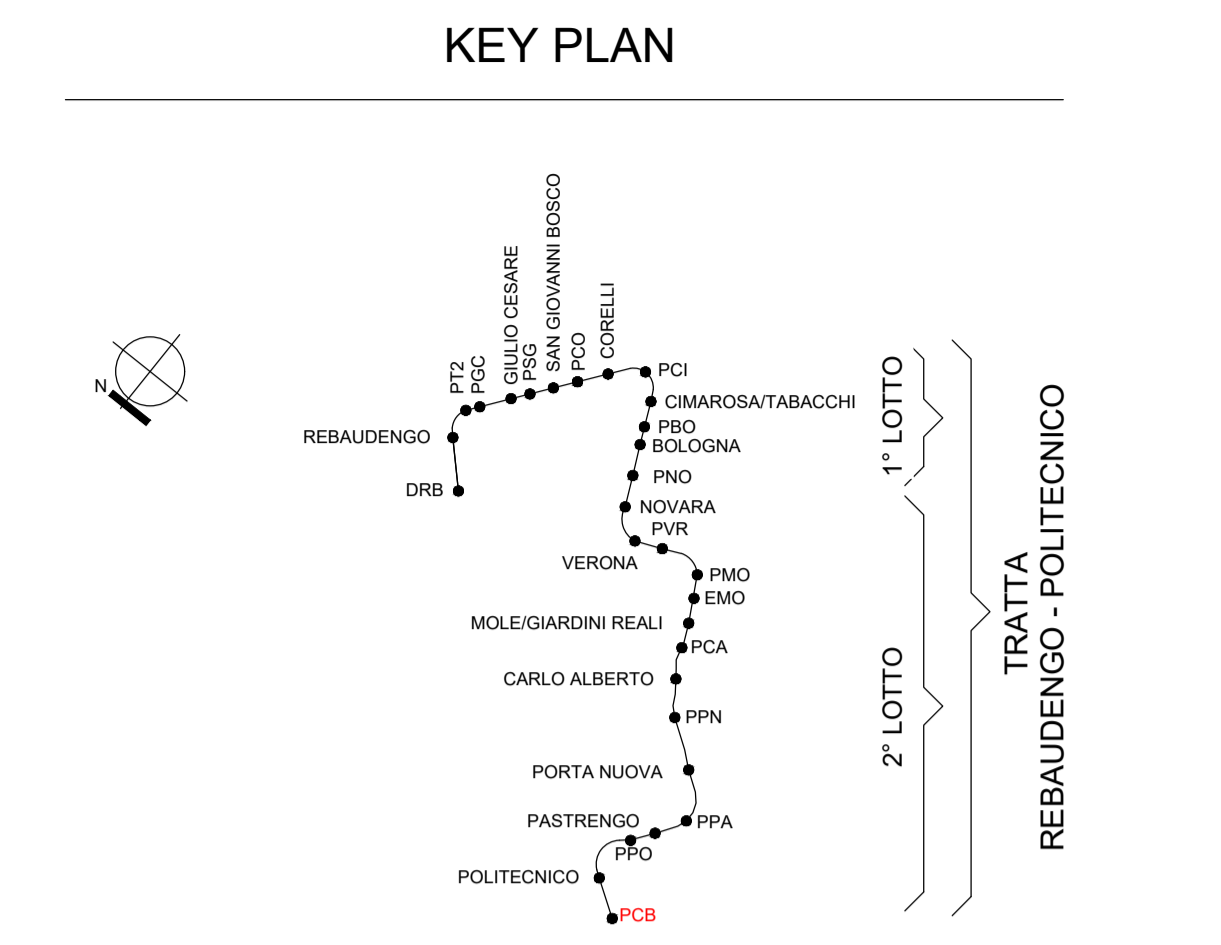 KEY PLAN
N
PT2
PGC
GIULIO CESARE
PSG
SAN GIOVANNI BOSCO
PCO
CORELLI
PCI
CIMAROSA/TABACCHI
PBO
REBAUDENGO
BOLOGNA
PNO
DRB
NOVARA
PVR
VERONA
PMO
EMO
MOLE/GIARDINI REALI
PCA
CARLO ALBERTO
PPN
PORTA NUOVA
PASTRENGO
PPA
PPO
POLITECNICO
PCB
1° LOTTO
2° LOTTO
TRATTA
REBAUDENGO - POLITECNICO